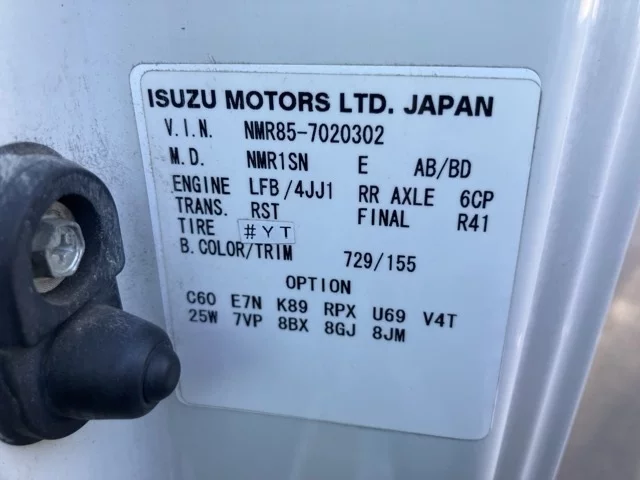 ISUZU MOTORS LTD. JAPAN
V.I.N. NMR85-7020302
M.D. NMR1SN E AB/BD
ENGINE LFB/4JJ1 RR AXLE 6CP
TRANS. RST FINAL R41
TIRE #YT
B.COLOR/TRIM 729/155
OPTION
C60 E7N K89 RPX U69 V4T
25W 7VP 8BX 8GJ 8JM